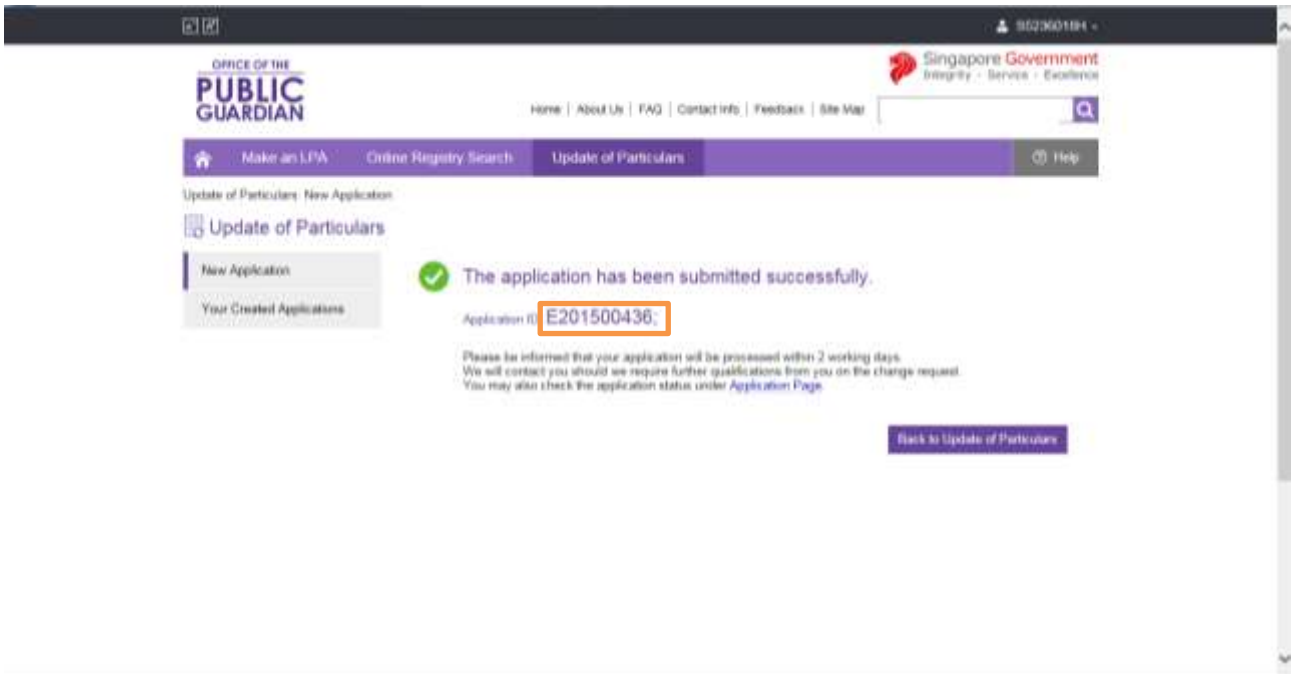 OFFICE OF THE
PUBLIC
GUARDIAN
Singapore Government
Integrity · Service · Excellence
Home | About Us | FAQ | Contact Info | Feedback | Site Map
Make an LPA Online Registry Search Update of Particulars Help
Update of Particulars New Application
Update of Particulars
New Application
Your Created Applications
The application has been submitted successfully.
Application ID E201500436;
Please be informed that your application will be processed within 2 working days.
We will contact you should we require further qualifications from you on the change request.
You may also check the application status under Application Page
Back to Update of Particulars